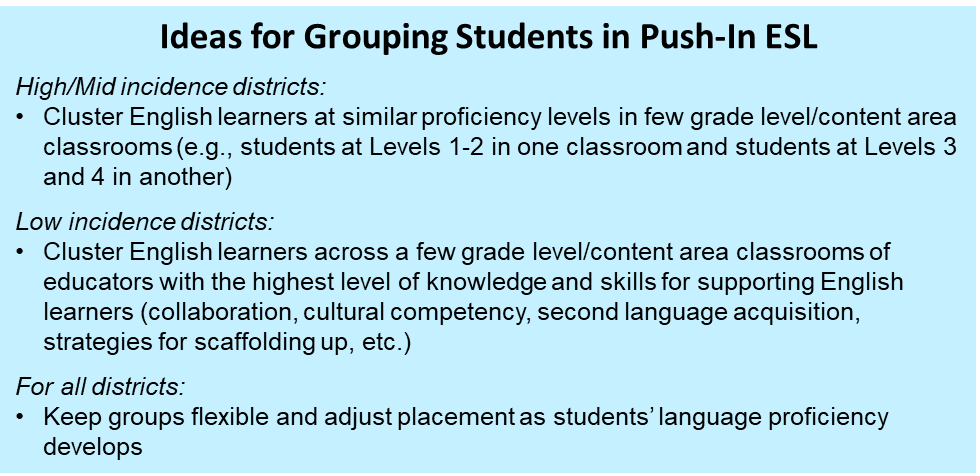 Ideas for Grouping Students in Push-In ESL
High/Mid incidence districts:
• Cluster English learners at similar proficiency levels in few grade level/content area
classrooms (e.g., students at Levels 1-2 in one classroom and students at Levels 3
and 4 in another)
Low incidence districts:
• Cluster English learners across a few grade level/content area classrooms of
educators with the highest level of knowledge and skills for supporting English
learners (collaboration, cultural competency, second language acquisition,
strategies for scaffolding up, etc.)
For all districts:
• Keep groups flexible and adjust placement as students’ language proficiency
develops